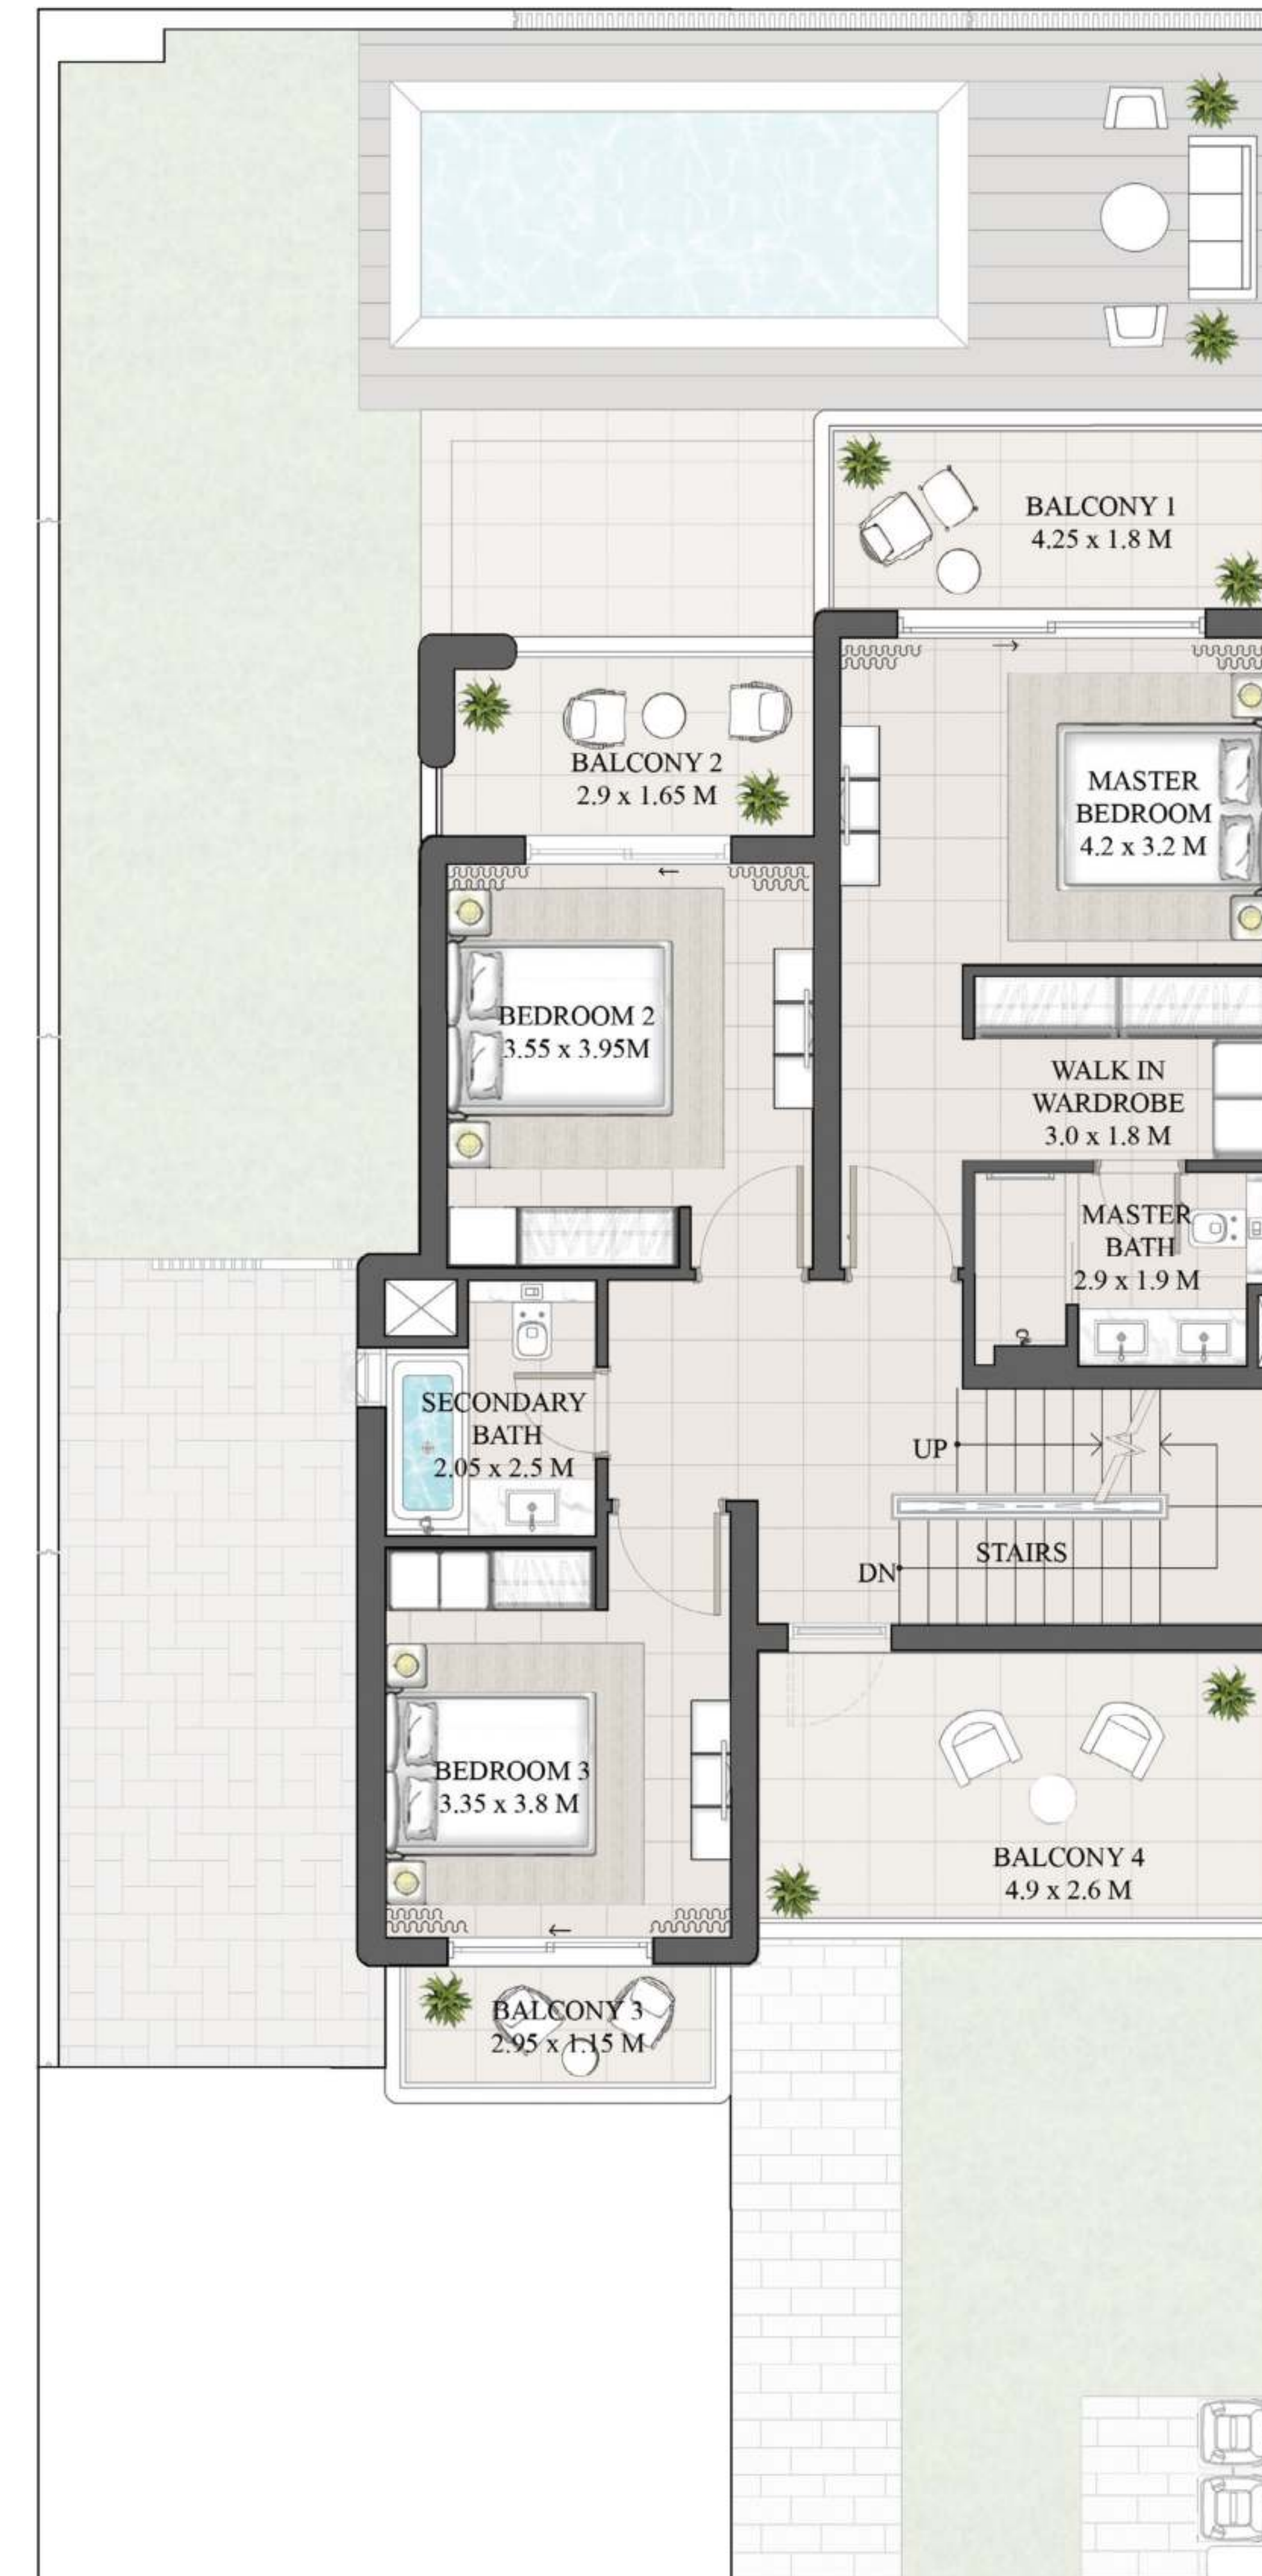 BALCONY 1
4.25 x 1.8 M
BALCONY 2
2.9 x 1.65 M
MASTER
BEDROOM
4.2 x 3.2 M
BEDROOM 2
3.55 x 3.95M
WALK IN
WARDROBE
3.0 x 1.8 M
MASTER
BATH
2.9 x 1.9 M
SECONDARY
BATH
2.05 x 2.5 M
UP
STAIRS
DN
BEDROOM 3
3.35 x 3.8 M
BALCONY 4
4.9 x 2.6 M
BALCONY 3
2.95 x 1.15 M